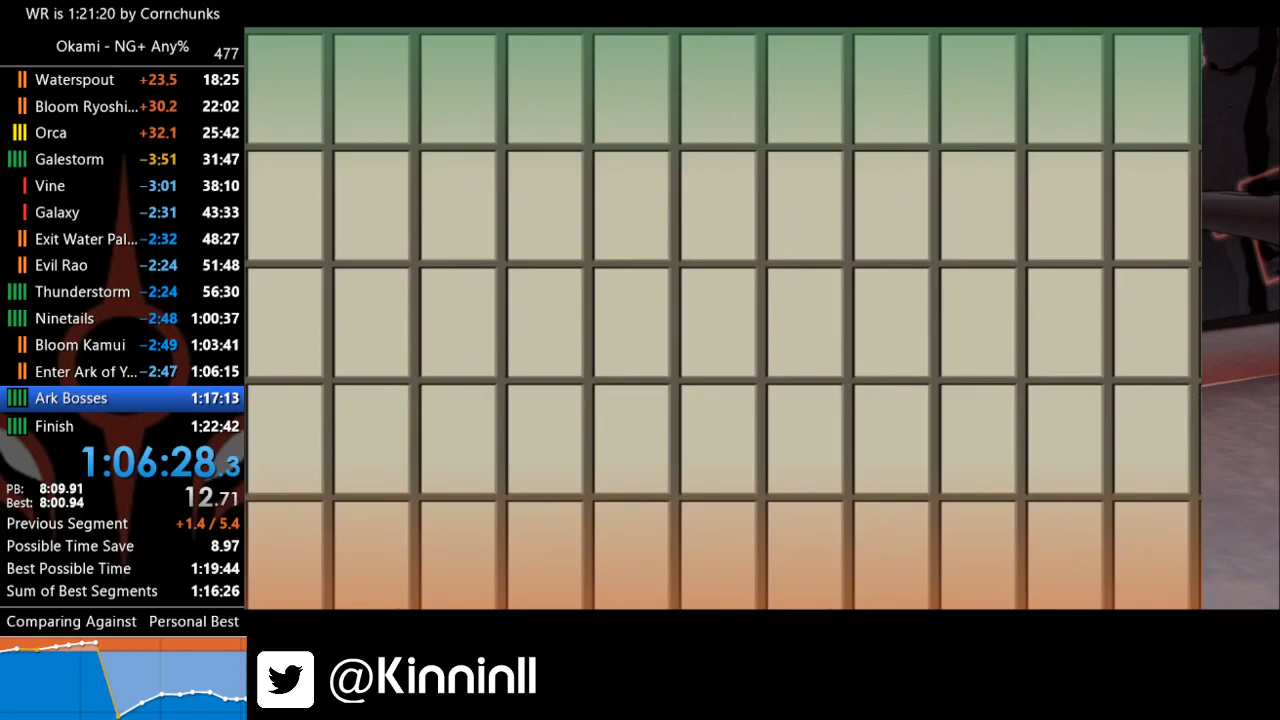 WR is 1:21:20 by Cornchunks
Okami - NG+ Any% 477
Waterspout +23.5 18:25
Bloom Ryoshi... +30.2 22:02
Orca +32.1 25:42
Galestorm −3:51 31:47
Vine −3:01 38:10
Galaxy −2:31 43:33
Exit Water Pal... −2:32 48:27
Evil Rao −2:24 51:48
Thunderstorm −2:24 56:30
Ninetails −2:48 1:00:37
Bloom Kamui −2:49 1:03:41
Enter Ark of Y... −2:47 1:06:15
Ark Bosses 1:17:13
Finish 1:22:42
1:06:28.3
PB: 8:09.91
Best: 8:00.94
12.71
Previous Segment +1.4 / 5.4
Possible Time Save 8.97
Best Possible Time 1:19:44
Sum of Best Segments 1:16:26
Comparing Against Personal Best
@Kinninll